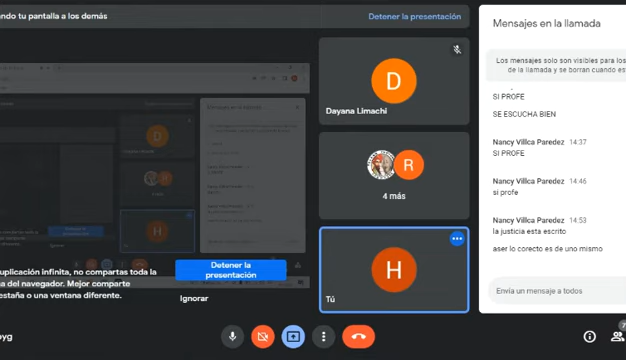 ando tu pantalla a los demás
Detener la presentación
D
Dayana Limachi
R
4 más
H
Tú
uplicación infinita, no compartas toda la
a del navegador. Mejor comparte
estaña o una ventana diferente.
Detener la
presentación
Ignorar
Mensajes en la llamada
Los mensajes solo son visibles para los
de la llamada y se borran cuando es
SI PROFE
SE ESCUCHA BIEN
Nancy Villca Paredez 14:37
SI PROFE
Nancy Villca Paredez 14:46
si profe
Nancy Villca Paredez 14:53
la justicia esta escrito
aser lo corecto es de uno mismo
Envía un mensaje a todos
oyg
7